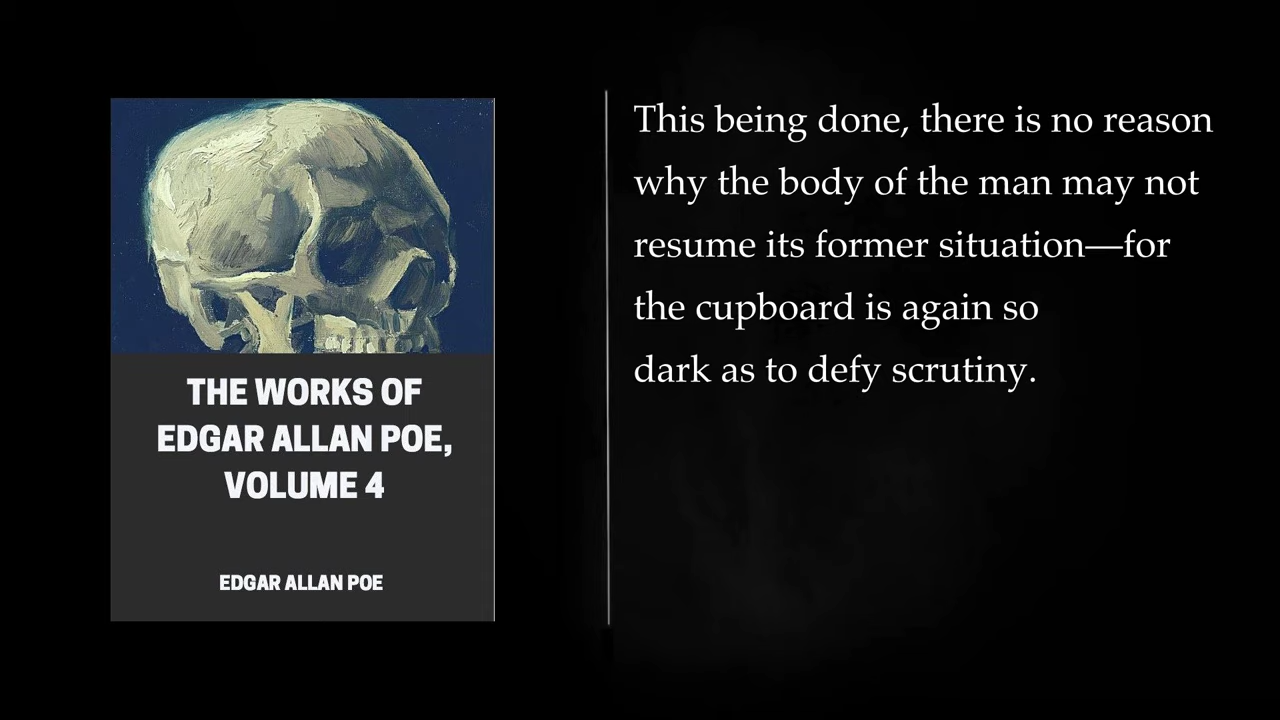 THE WORKS OF
EDGAR ALLAN POE,
VOLUME 4
EDGAR ALLAN POE
This being done, there is no reason
why the body of the man may not
resume its former situation—for
the cupboard is again so
dark as to defy scrutiny.